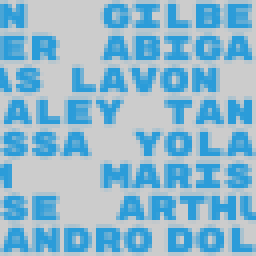 N GILBE
ER ABIGA
AS LAVON
ALEY TAN
SSA YOLA
M MARIS
SE ARTHU
ANDRO DOL